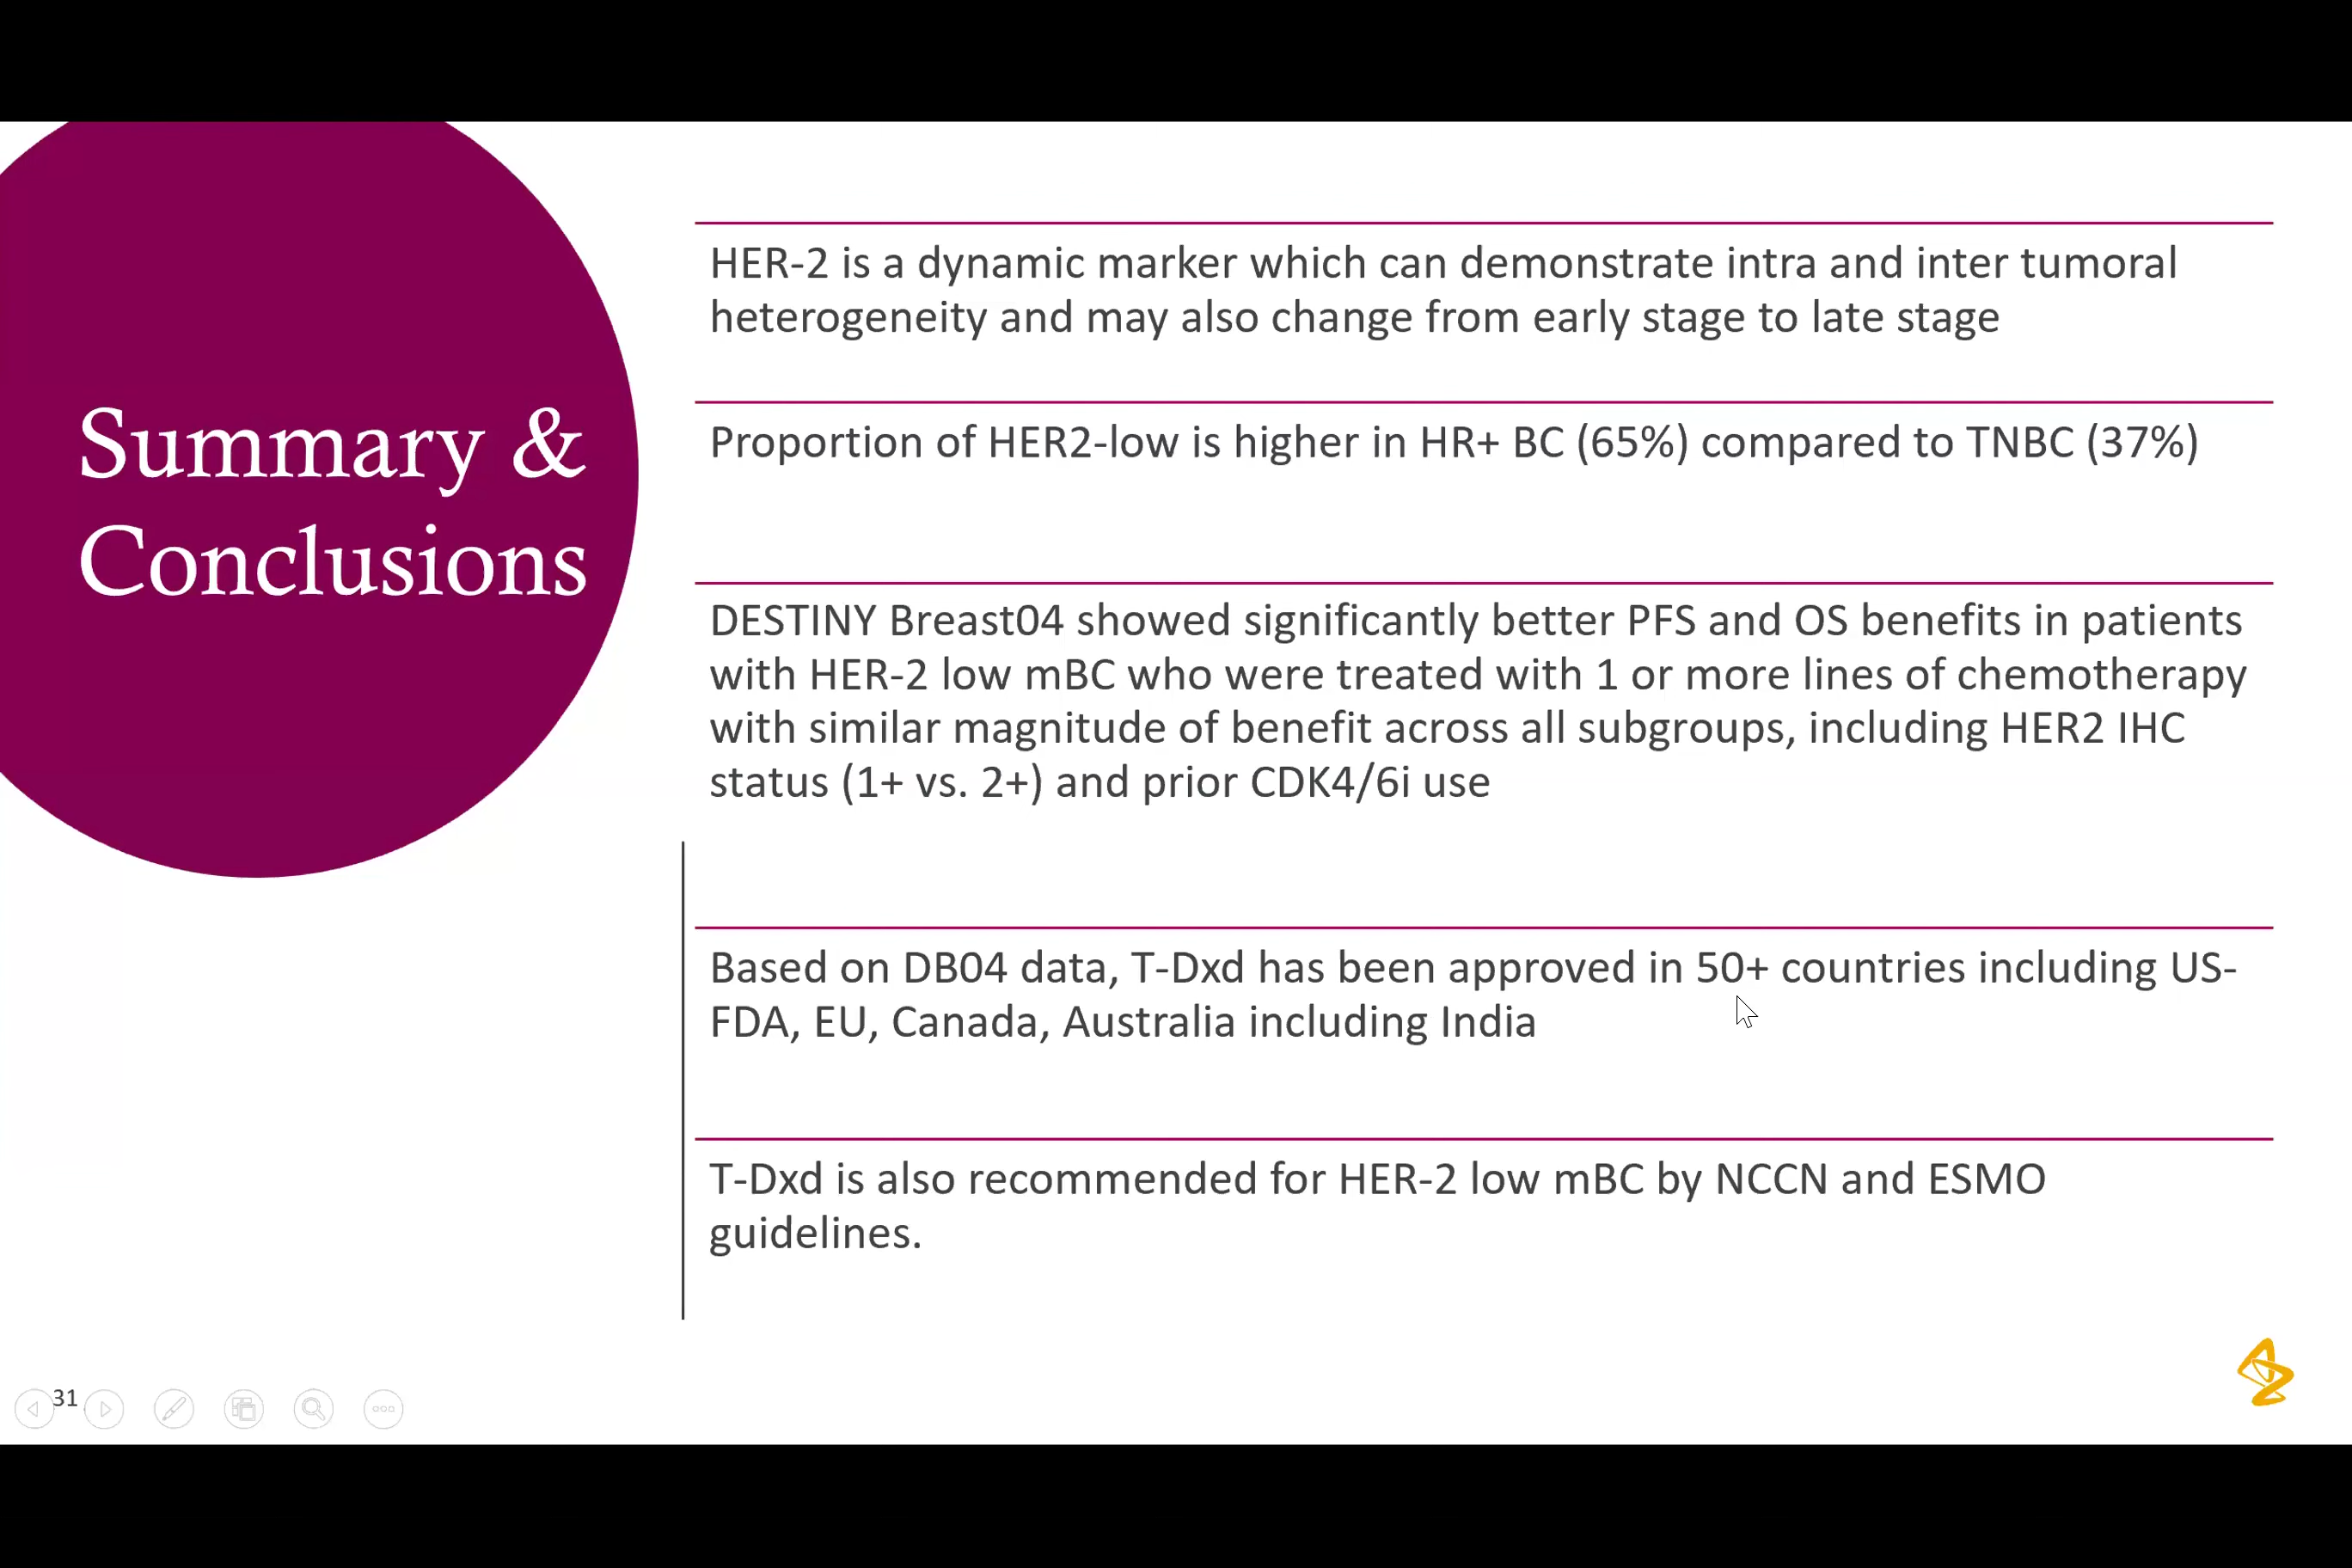 Summary &
Conclusions
HER-2 is a dynamic marker which can demonstrate intra and inter tumoral
heterogeneity and may also change from early stage to late stage
Proportion of HER2-low is higher in HR+ BC (65%) compared to TNBC (37%)
DESTINY Breast04 showed significantly better PFS and OS benefits in patients
with HER-2 low mBC who were treated with 1 or more lines of chemotherapy
with similar magnitude of benefit across all subgroups, including HER2 IHC
status (1+ vs. 2+) and prior CDK4/6i use
Based on DB04 data, T-Dxd has been approved in 50+ countries including US-
FDA, EU, Canada, Australia including India
T-Dxd is also recommended for HER-2 low mBC by NCCN and ESMO
guidelines.
31